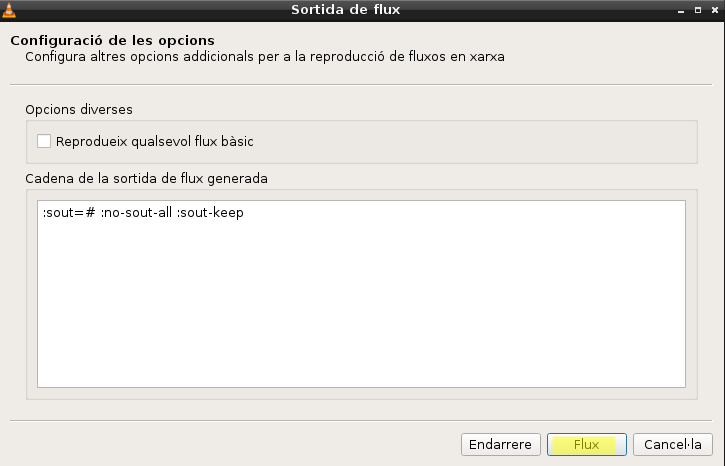 Sortida de flux
Configuració de les opcions
Configura altres opcions addicionals per a la reproducció de fluxos en xarxa
Opcions diverses
Reprodueix qualsevol flux bàsic
Cadena de la sortida de flux generada
:sout=# :no-sout-all :sout-keep
Endarrere
Flux
Cancel·la